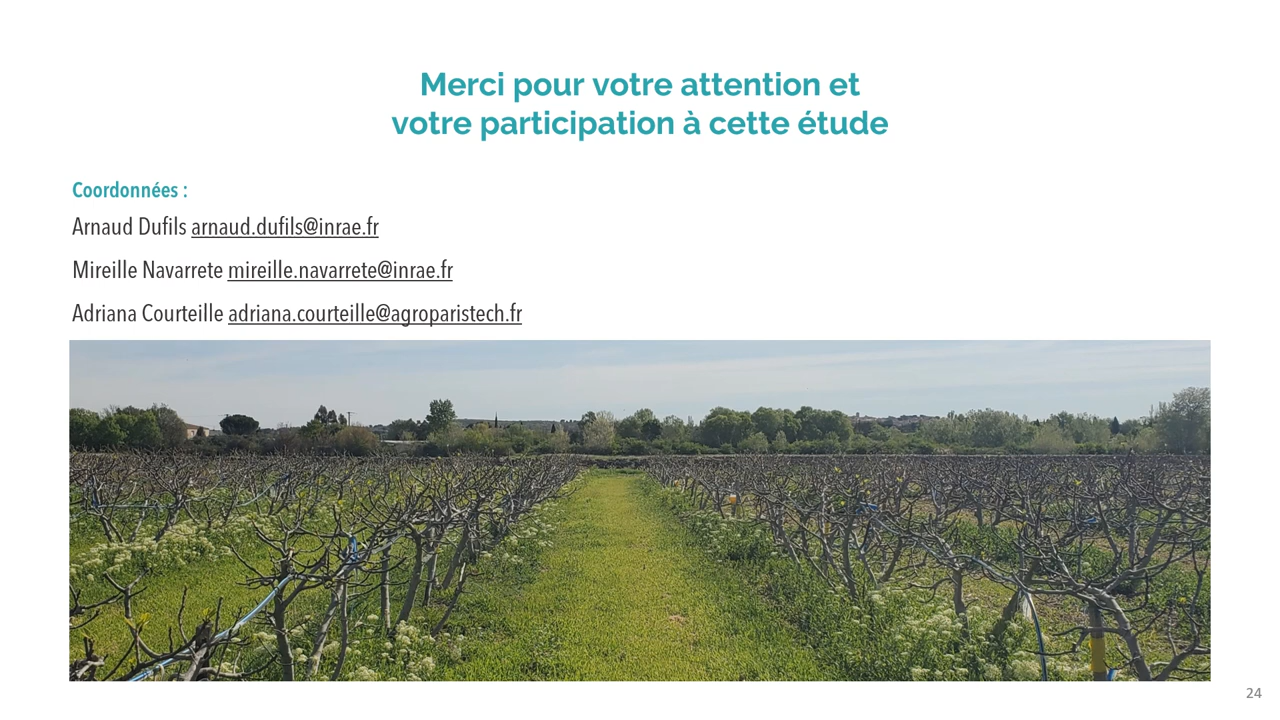 Merci pour votre attention et
votre participation à cette étude
Coordonnées :
Arnaud Dufils arnaud.dufils@inrae.fr
Mireille Navarrete mireille.navarrete@inrae.fr
Adriana Courteille adriana.courteille@agroparistech.fr
24